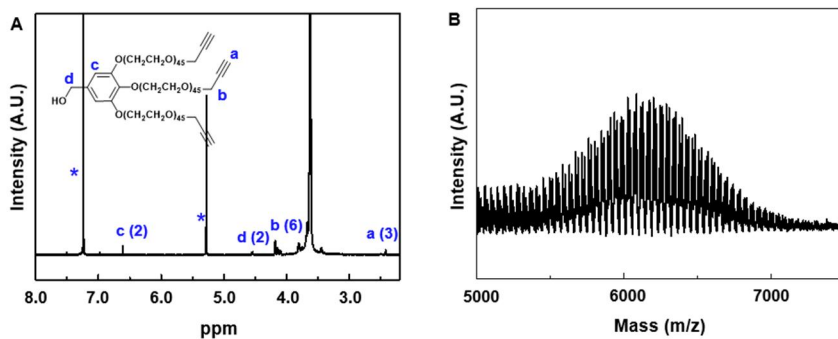 A
B
Intensity (A.U.)
O(CH₂CH₂O)₄₅
a
c
d
O(CH₂CH₂O)₄₅
HO
b
O(CH₂CH₂O)₄₅
*
*
c (2)
d (2)
b (6)
a (3)
8.0 7.0 6.0 5.0 4.0 3.0
ppm
Intensity (A.U.)
5000 6000 7000
Mass (m/z)